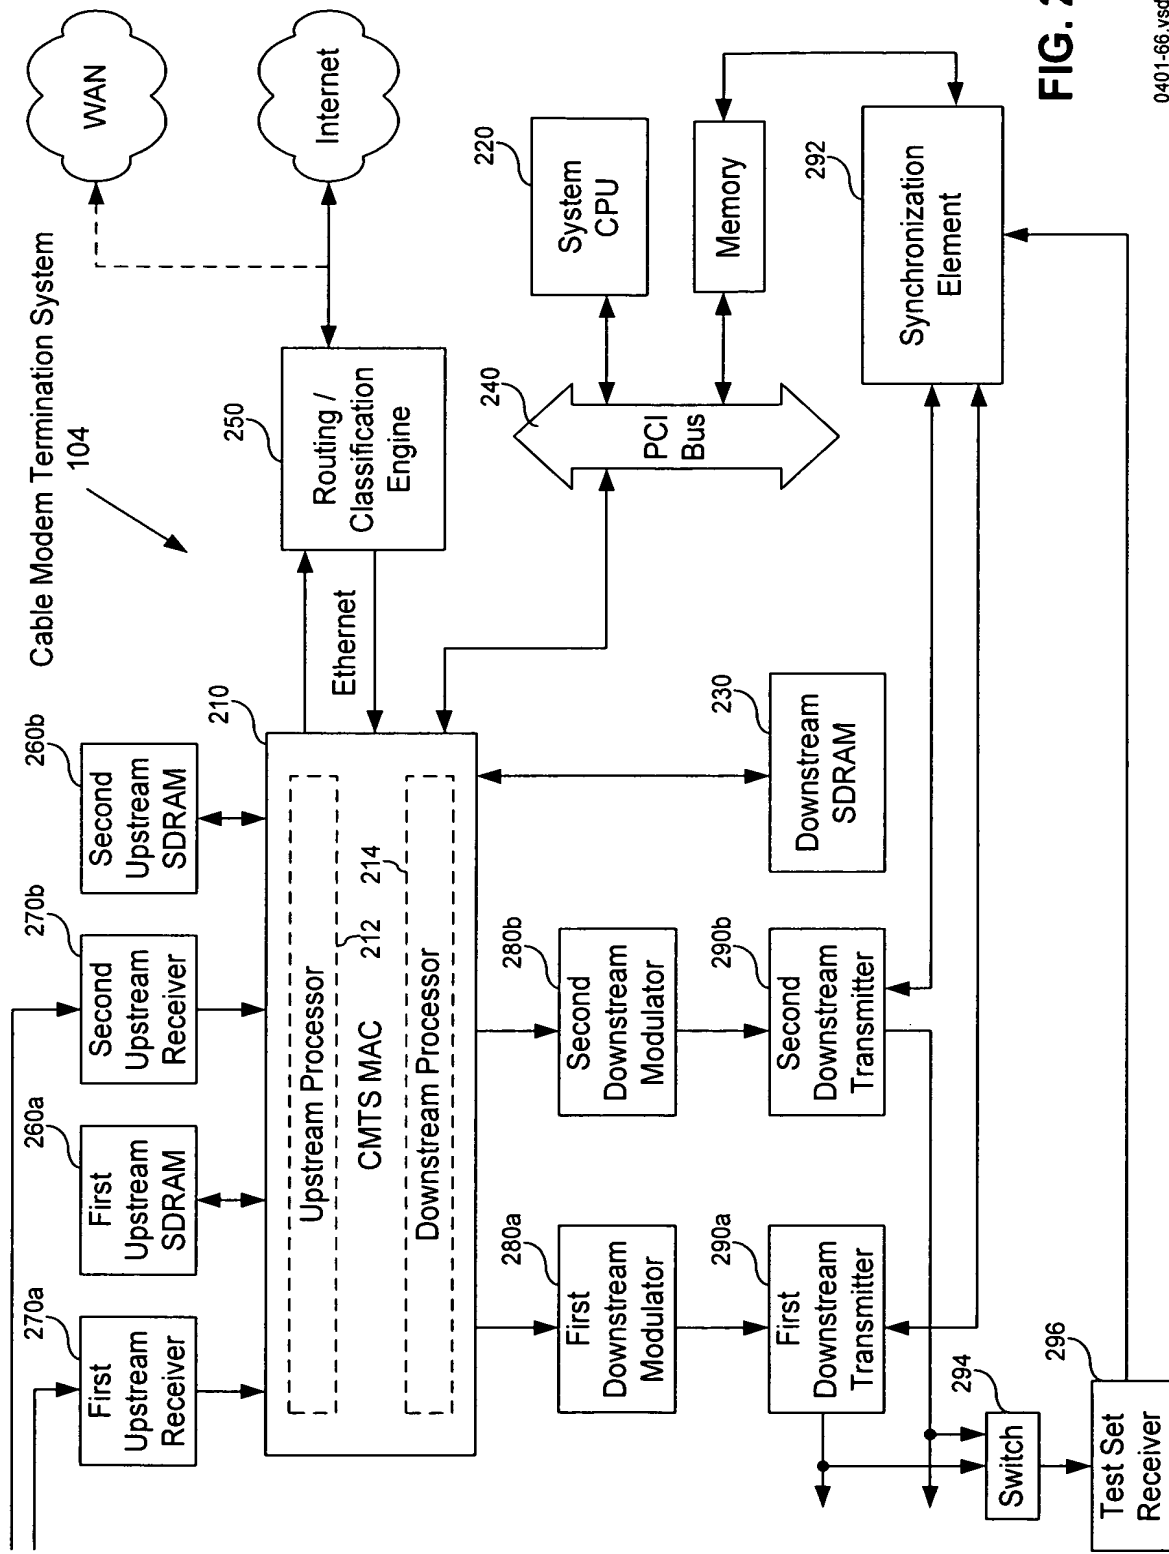 Cable Modem Termination System
104
WAN
Internet
270a
First
Upstream
Receiver
260a
First
Upstream
SDRAM
270b
Second
Upstream
Receiver
260b
Second
Upstream
SDRAM
210
Upstream Processor
212
CMTS MAC
214
Downstream Processor
Ethernet
250
Routing /
Classification
Engine
280a
First
Downstream
Modulator
280b
Second
Downstream
Modulator
240
PCI
Bus
220
System
CPU
Memory
290a
First
Downstream
Transmitter
290b
Second
Downstream
Transmitter
230
Downstream
SDRAM
292
Synchronization
Element
294
Switch
296
Test Set
Receiver
FIG. 2
0401-66.vsd